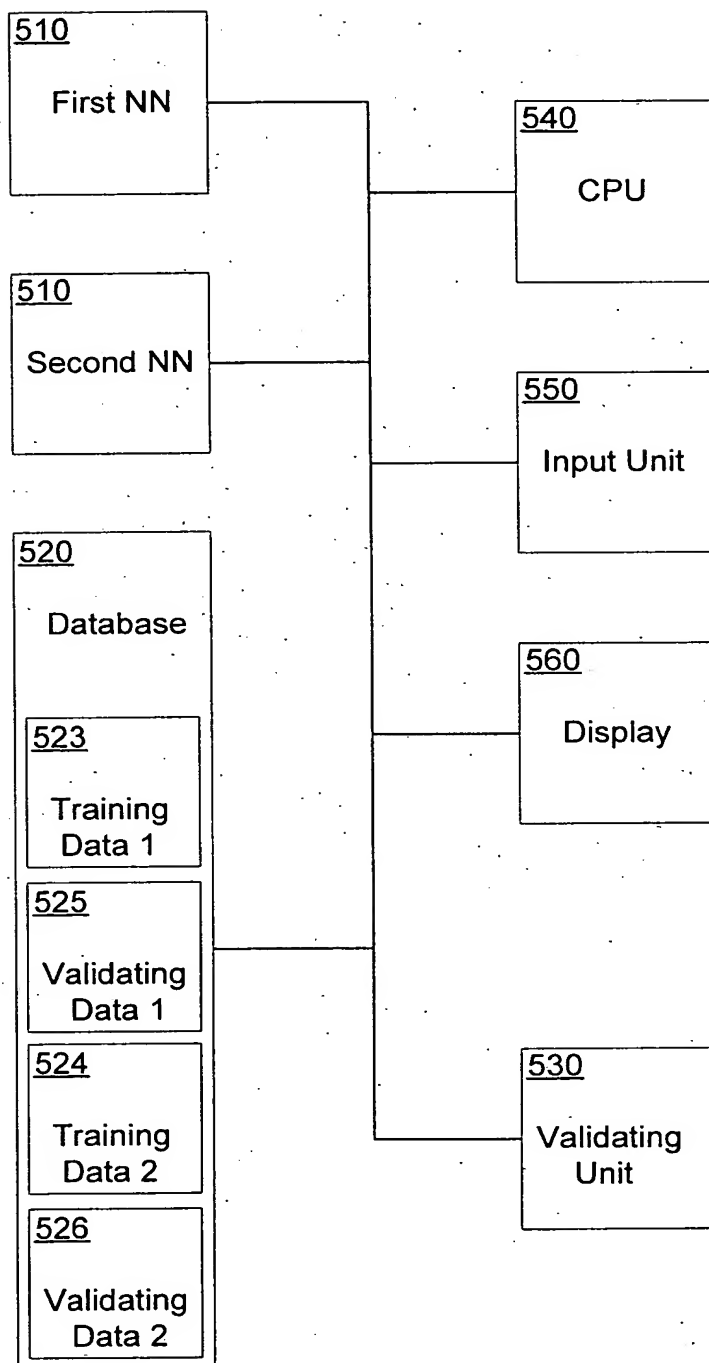 510
First NN
510
Second NN
520
Database
523
Training
Data 1
525
Validating
Data 1
524
Training
Data 2
526
Validating
Data 2
540
CPU
550
Input Unit
560
Display
530
Validating
Unit